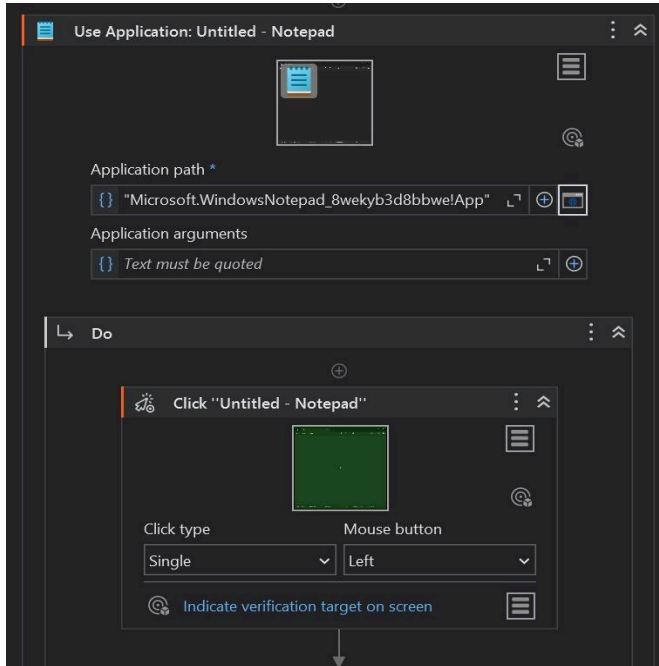 Use Application: Untitled - Notepad
Application path *
"Microsoft.WindowsNotepad_8wekyb3d8bbwe!App"
Application arguments
Text must be quoted
Do
Click "Untitled - Notepad"
Click type Mouse button
Single Left
Indicate verification target on screen